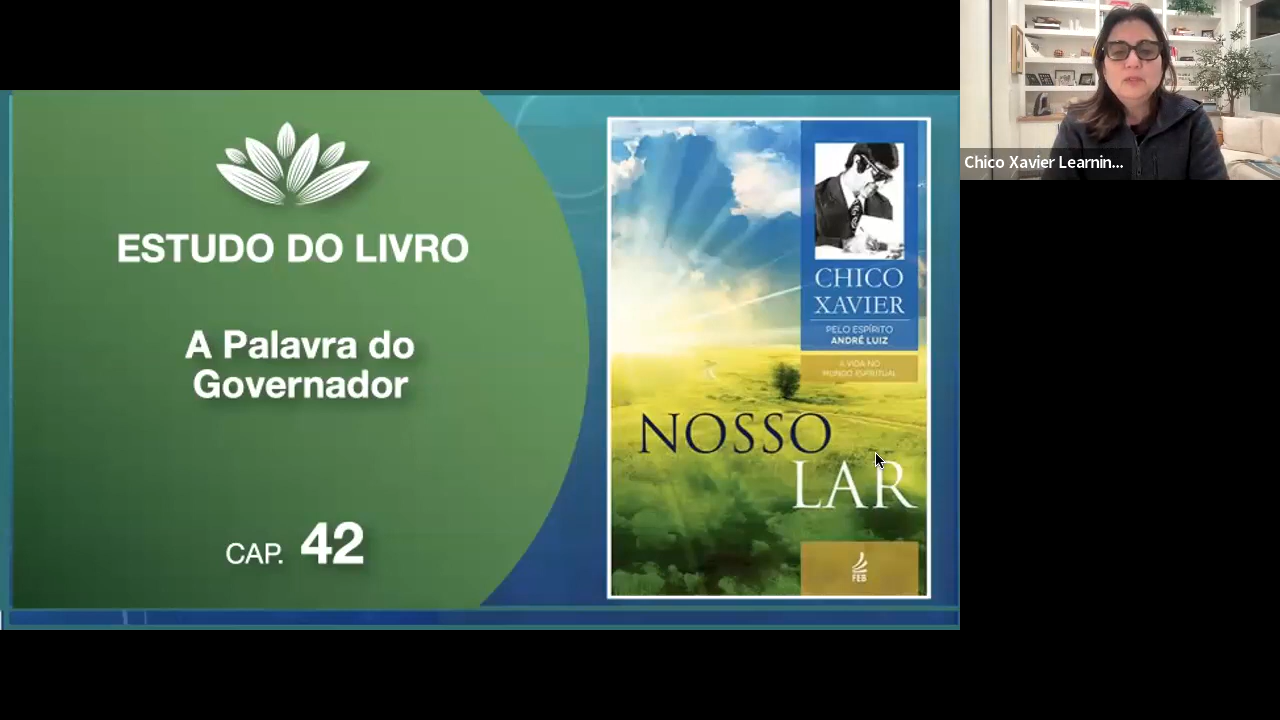 ESTUDO DO LIVRO
A Palavra do
Governador
CAP. 42
CHICO
XAVIER
PELO ESPÍRITO
ANDRÉ LUIZ
A VIDA NO
MUNDO ESPIRITUAL
NOSSO
LAR
FEB
Chico Xavier Learnin...